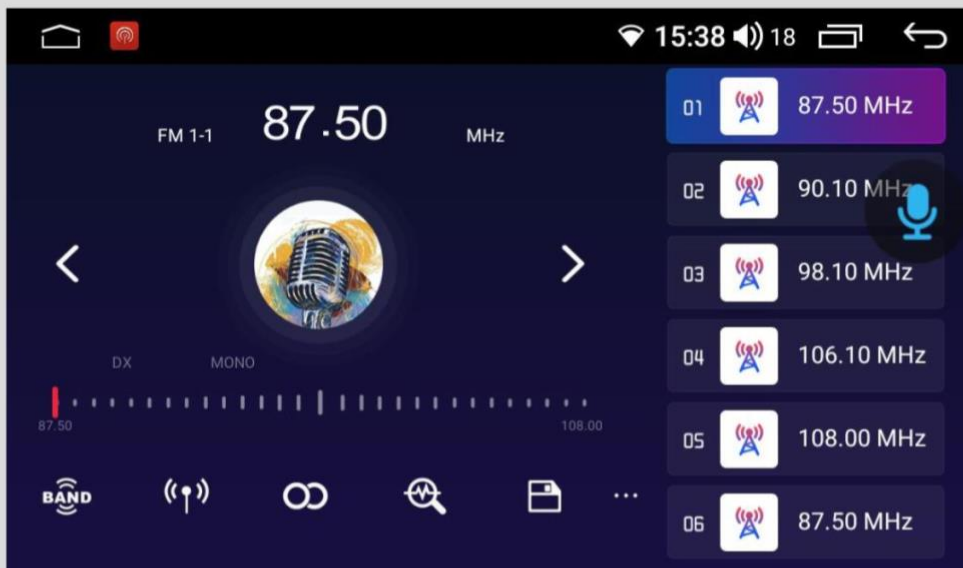 15:38 18
FM 1-1 87.50 MHz
DX MONO
87.50 108.00
BAND
01 87.50 MHz
02 90.10 MHz
03 98.10 MHz
04 106.10 MHz
05 108.00 MHz
06 87.50 MHz